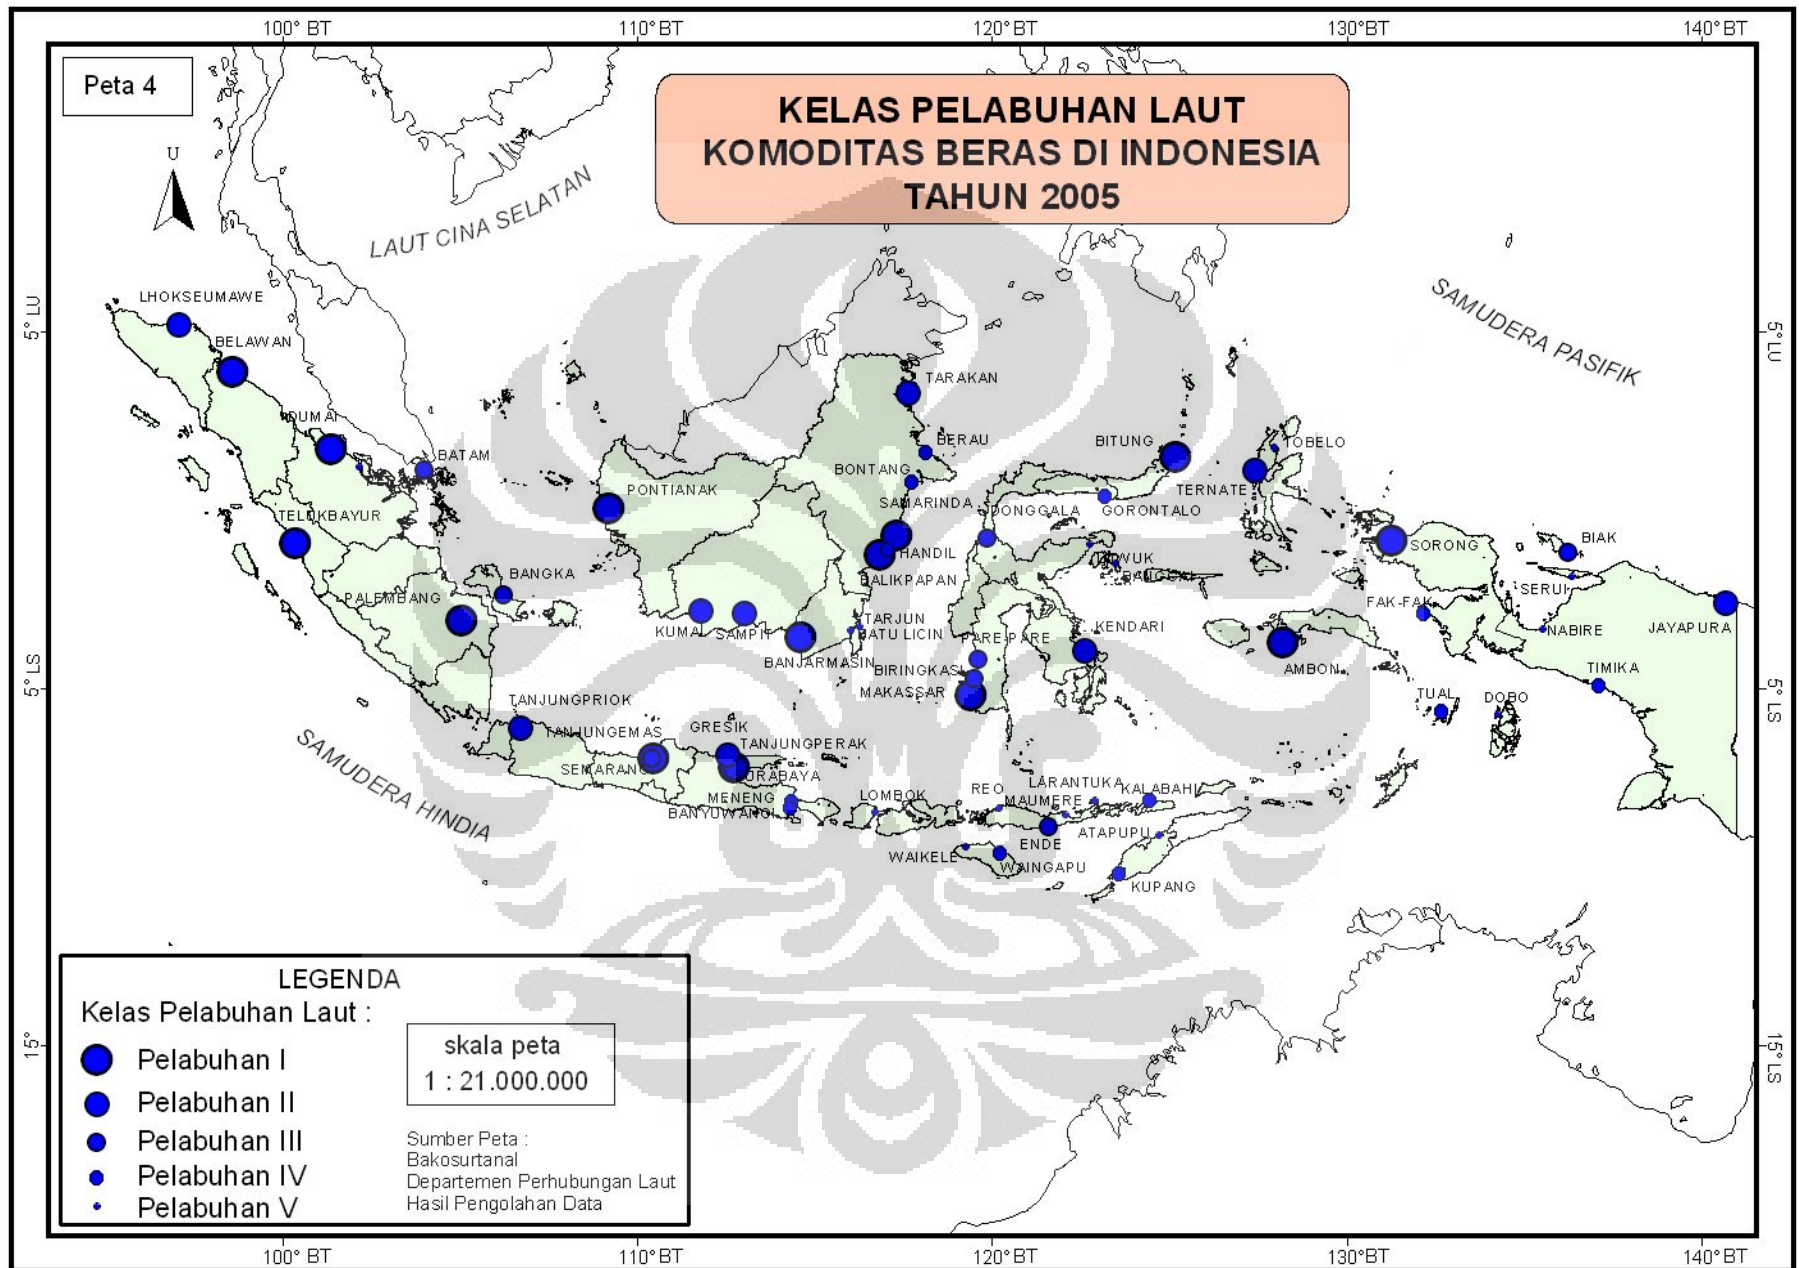 100° BT
110° BT
120° BT
130° BT
140° BT
Peta 4
KELAS PELABUHAN LAUT
KOMODITAS BERAS DI INDONESIA
TAHUN 2005
U
LAUT CINA SELATAN
SAMUDERA PASIFIK
5° LU
5° LU
LHOKSEUMAWE
BELAWAN
TARAKAN
DUMAI
BERAU
BITUNG
TOBELO
BATAM
BONTANG
PONTIANAK
TERNATE
SAMARINDA
DONGGALA
GORONTALO
TELUKBAYUR
SORONG
BIAK
HANDIL
BANGKA
BALIKPAPAN
SERUI
PALEMBANG
FAK-FAK
TARJUN
KUMAI
SAMPIT
BATU LICIN
PARE-PARE
KENDARI
NABIRE
JAYAPURA
BANJARMASIN
BIRINGKASI
AMBON
TIMIKA
5° LS
5° LS
MAKASSAR
TUAL
DOBO
TANJUNGPRIOK
TANJUNGEMAS
GRESIK
TANJUNGPERAK
SEMARANG
SURABAYA
SAMUDERA HINDIA
MENENG
BANYUWANGI
LOMBOK
REO
LARANTUKA
MAUMERE
KALABAHI
ATAPUPU
ENDE
WAIKELE
WAINGAPU
KUPANG
LEGENDA
Kelas Pelabuhan Laut :
Pelabuhan I
Pelabuhan II
Pelabuhan III
Pelabuhan IV
Pelabuhan V
skala peta
1 : 21.000.000
Sumber Peta :
Bakosurtanal
Departemen Perhubungan Laut
Hasil Pengolahan Data
15°
15° LS
100° BT
110° BT
120° BT
130° BT
140° BT